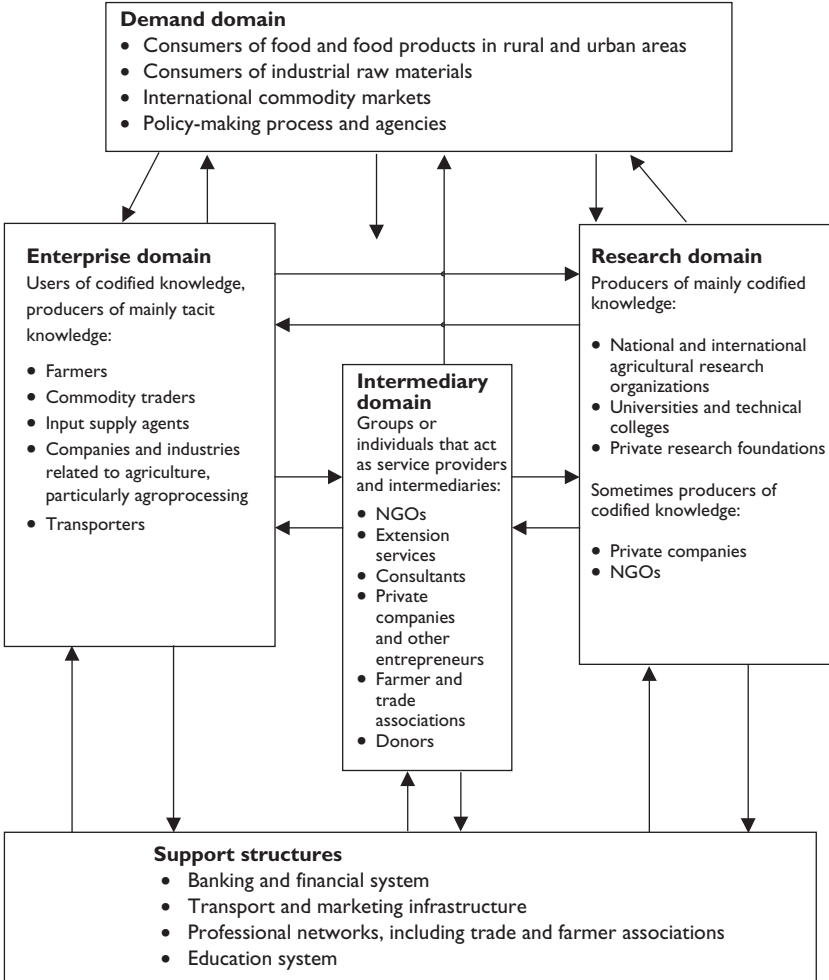 Demand domain
• Consumers of food and food products in rural and urban areas
• Consumers of industrial raw materials
• International commodity markets
• Policy-making process and agencies
Enterprise domain
Users of codified knowledge,
producers of mainly tacit
knowledge:
• Farmers
• Commodity traders
• Input supply agents
• Companies and industries
related to agriculture,
particularly agroprocessing
• Transporters
Intermediary
domain
Groups or
individuals that act
as service providers
and intermediaries:
• NGOs
• Extension
services
• Consultants
• Private
companies
and other
entrepreneurs
• Farmer and
trade
associations
• Donors
Research domain
Producers of mainly codified
knowledge:
• National and international
agricultural research
organizations
• Universities and technical
colleges
• Private research foundations
Sometimes producers of
codified knowledge:
• Private companies
• NGOs
Support structures
• Banking and financial system
• Transport and marketing infrastructure
• Professional networks, including trade and farmer associations
• Education system